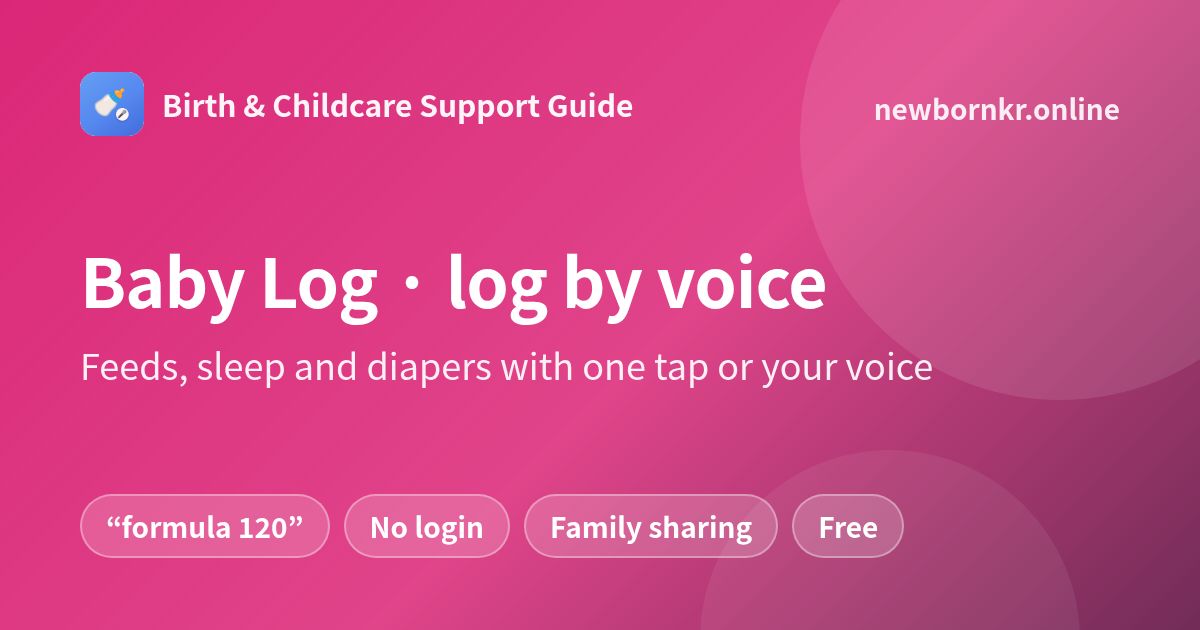 Birth & Childcare Support Guide
newbornkr.online
Baby Log · log by voice
Feeds, sleep and diapers with one tap or your voice
“formula 120”
No login
Family sharing
Free